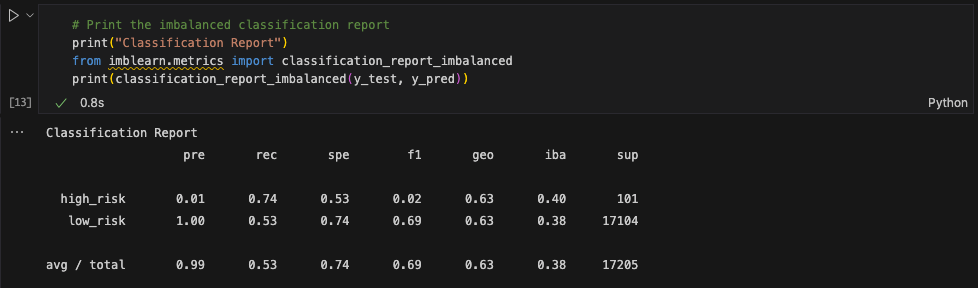 # Print the imbalanced classification report
print("Classification Report")
from imblearn.metrics import classification_report_imbalanced
print(classification_report_imbalanced(y_test, y_pred))
[13] 0.8s Python
Classification Report
pre rec spe f1 geo iba sup
high_risk 0.01 0.74 0.53 0.02 0.63 0.40 101
low_risk 1.00 0.53 0.74 0.69 0.63 0.38 17104
avg / total 0.99 0.53 0.74 0.69 0.63 0.38 17205